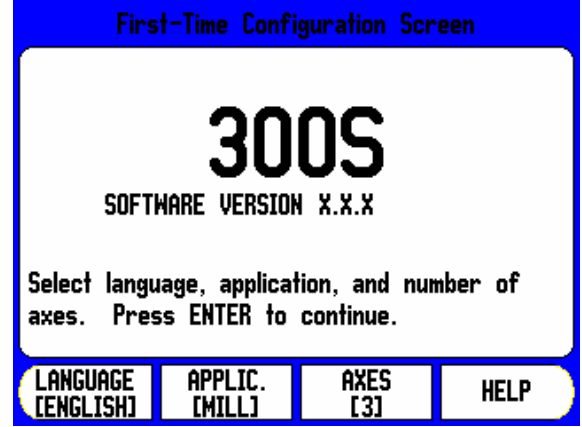 First-Time Configuration Screen
300S
SOFTWARE VERSION X.X.X
Select language, application, and number of
axes. Press ENTER to continue.
LANGUAGE
[ENGLISH]
APPLIC.
[MILL]
AXES
[3]
HELP